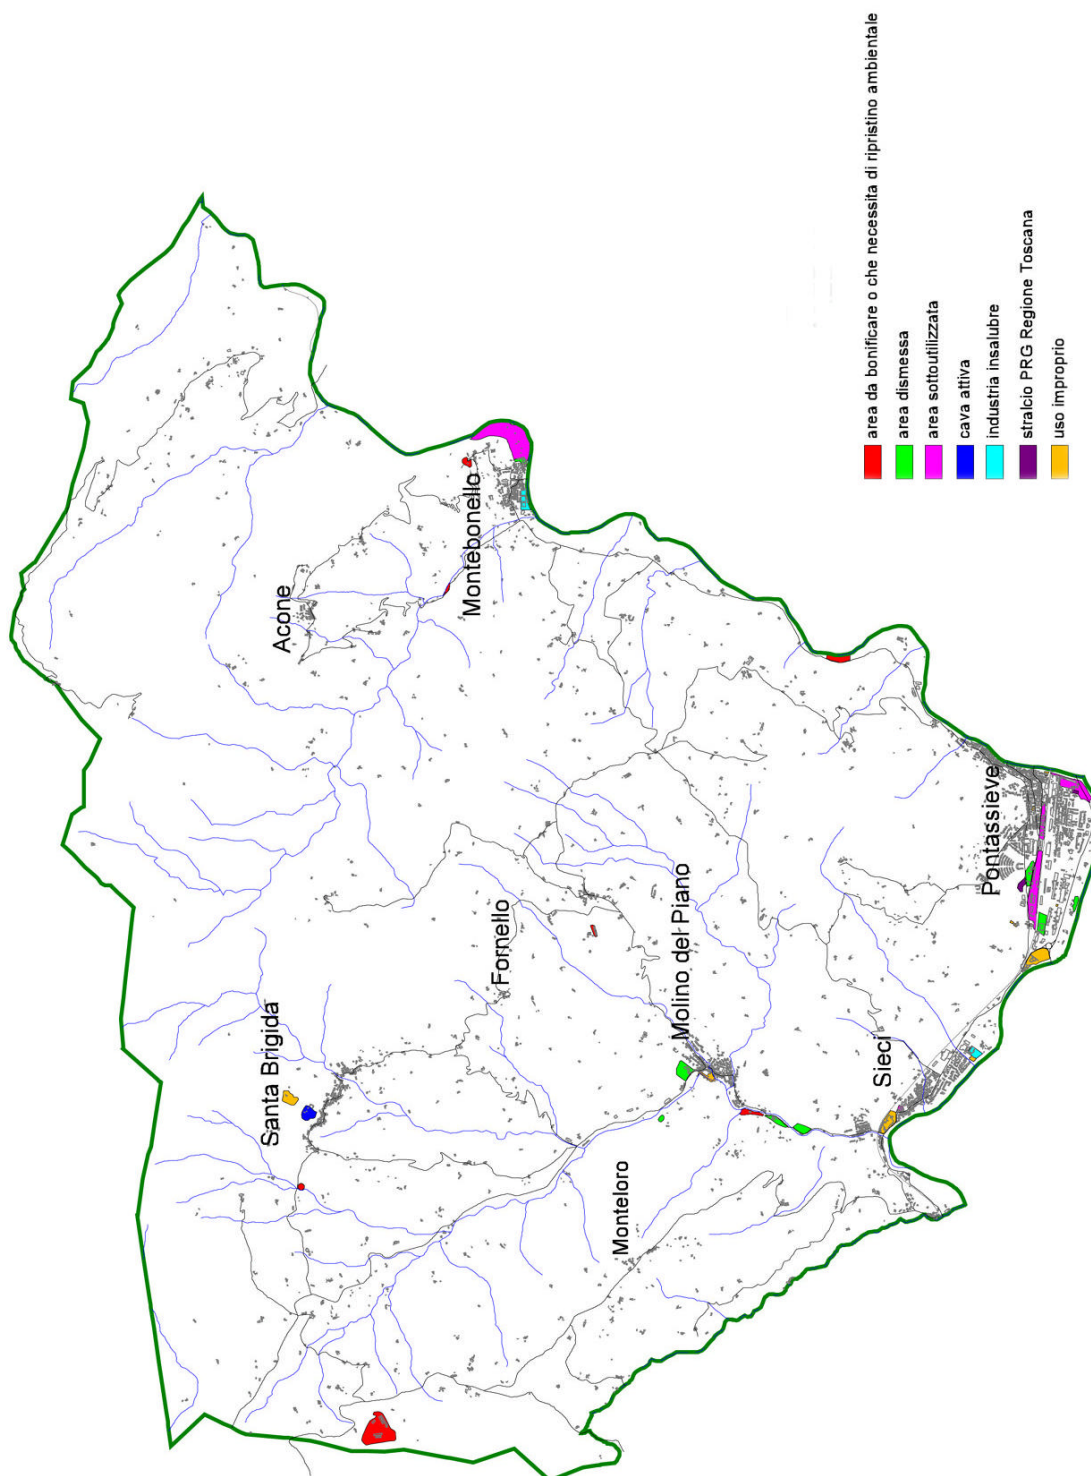 Acone
Montebonello
Santa Brigida
Fornello
Molino del Piano
Monteloro
Sieci
Pontassieve
area da bonificare o che necessita di ripristino ambientale
area dismessa
area sottoutilizzata
cava attiva
industria insalubre
stralcio PRG Regione Toscana
uso improprio